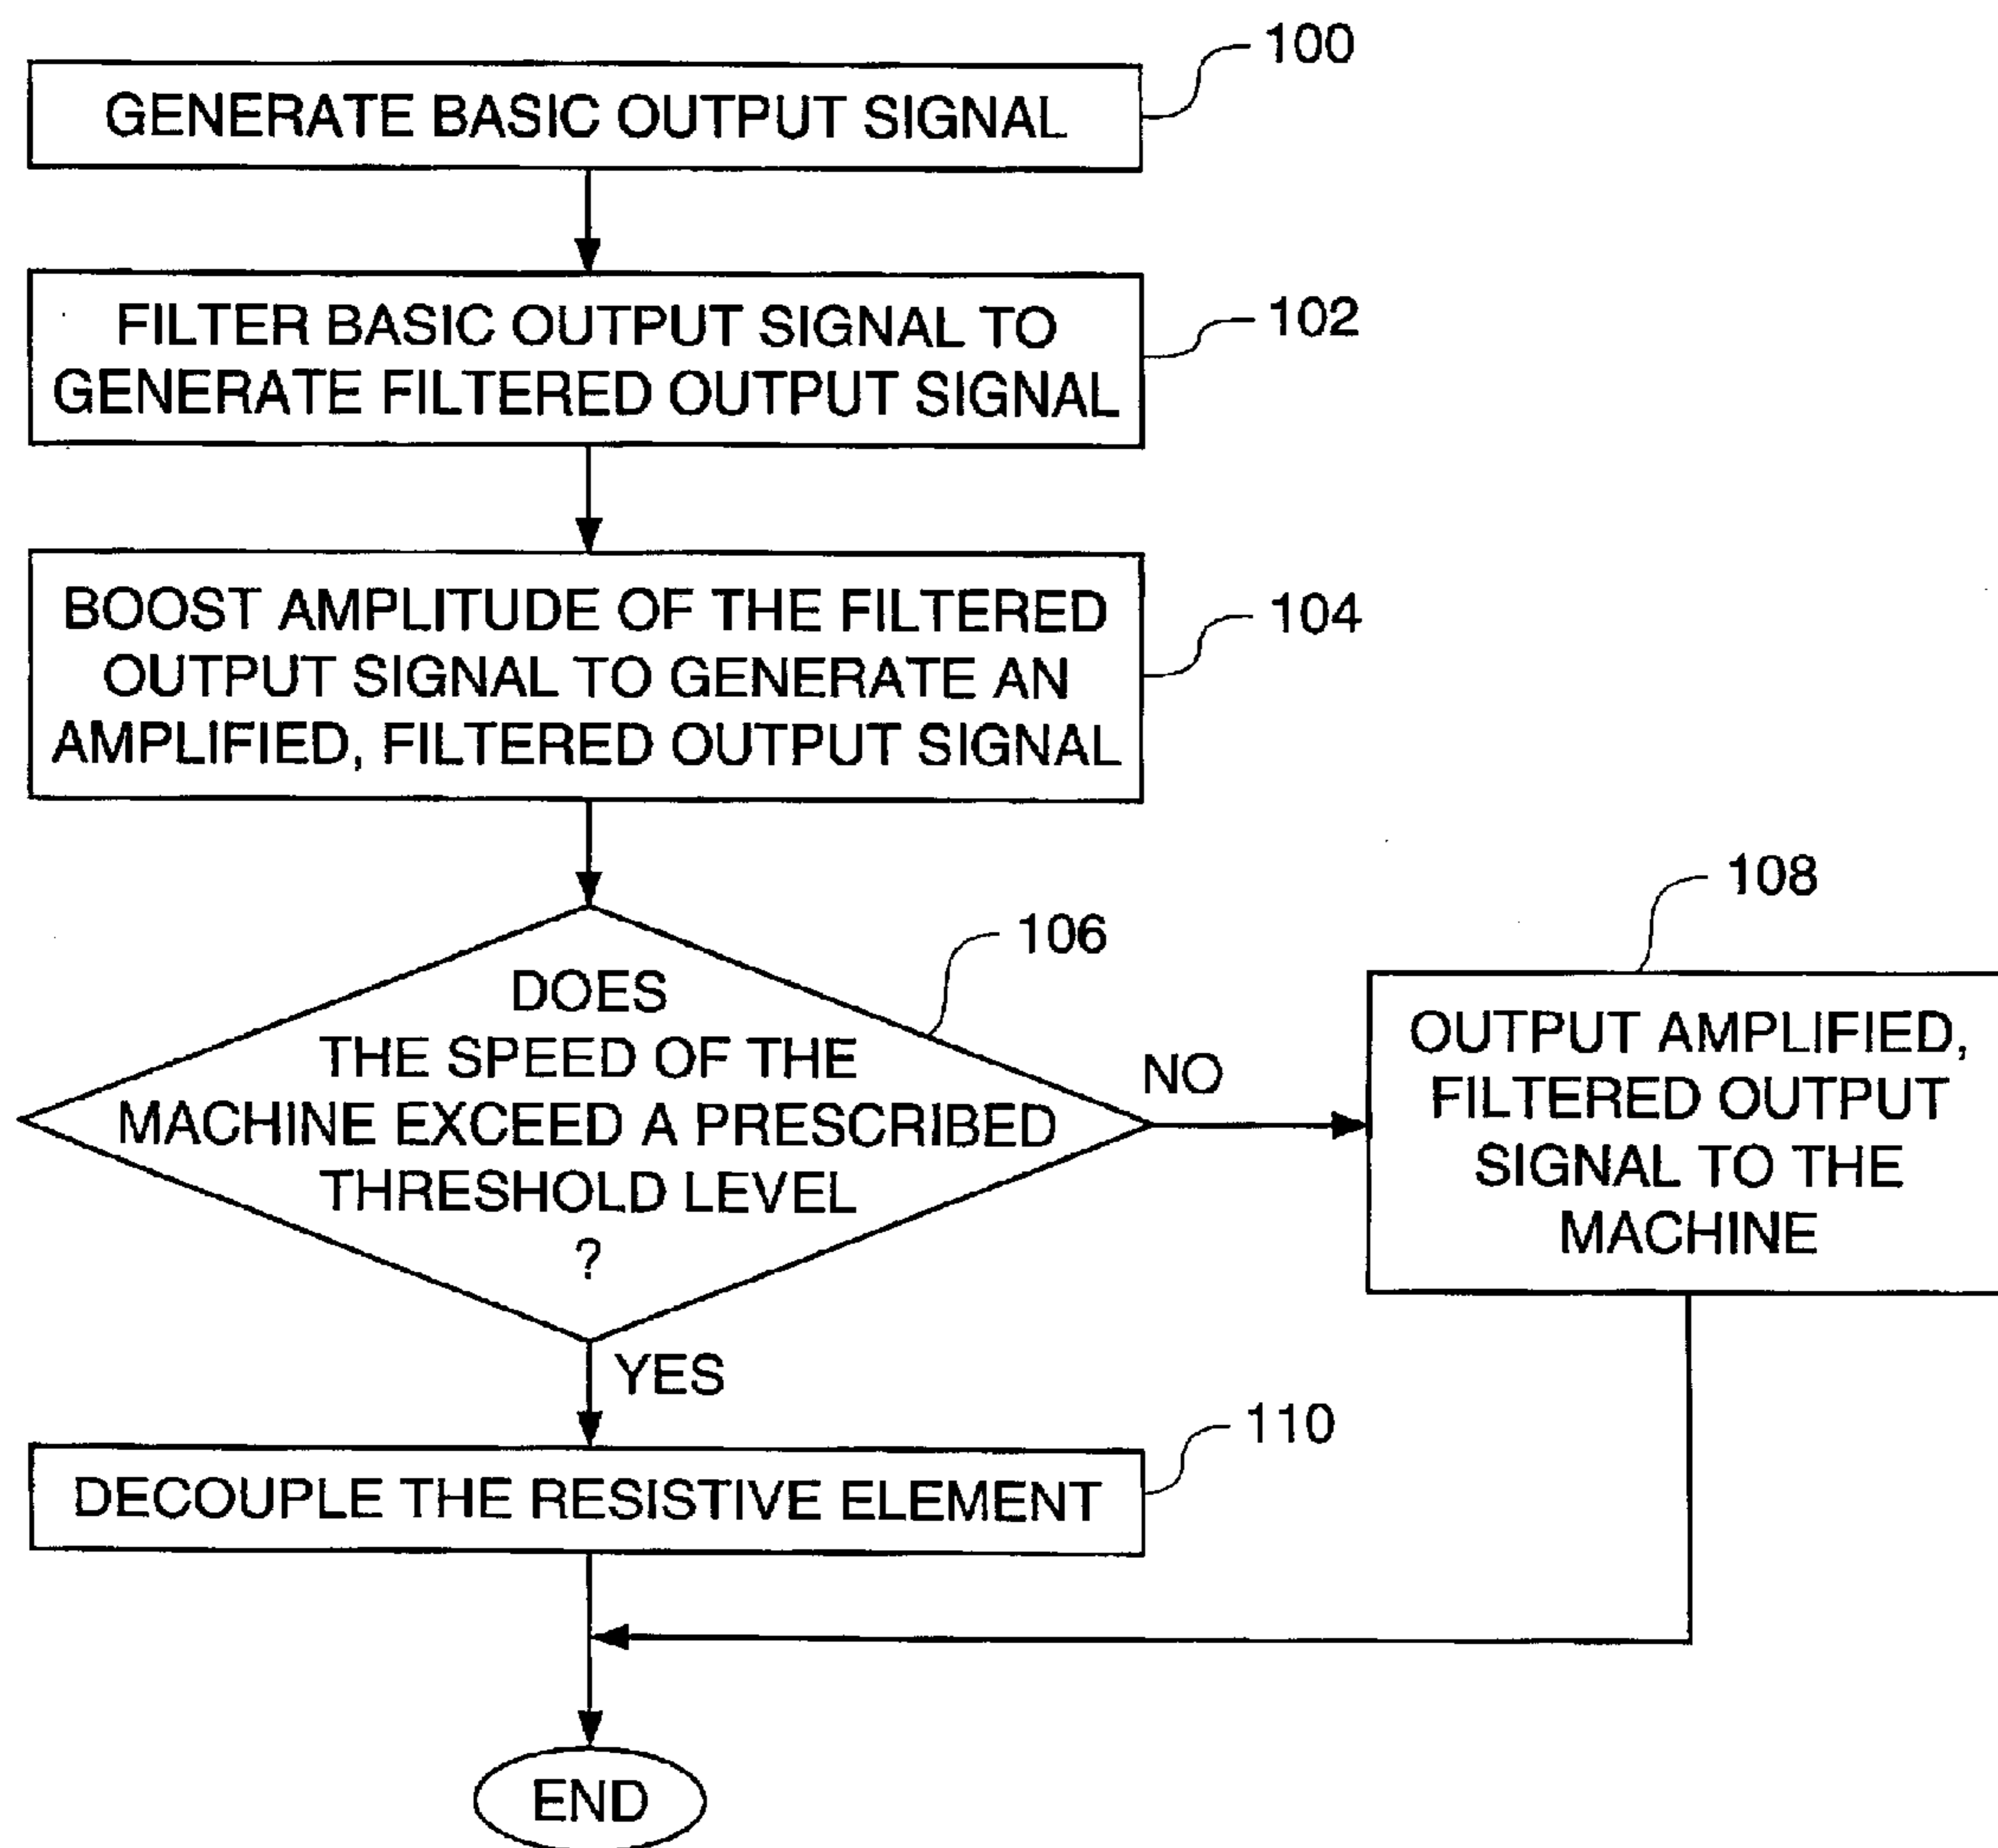 100
GENERATE BASIC OUTPUT SIGNAL
102
FILTER BASIC OUTPUT SIGNAL TO
GENERATE FILTERED OUTPUT SIGNAL
104
BOOST AMPLITUDE OF THE FILTERED
OUTPUT SIGNAL TO GENERATE AN
AMPLIFIED, FILTERED OUTPUT SIGNAL
106
DOES
THE SPEED OF THE
MACHINE EXCEED A PRESCRIBED
THRESHOLD LEVEL
?
NO
108
OUTPUT AMPLIFIED,
FILTERED OUTPUT
SIGNAL TO THE
MACHINE
YES
110
DECOUPLE THE RESISTIVE ELEMENT
END